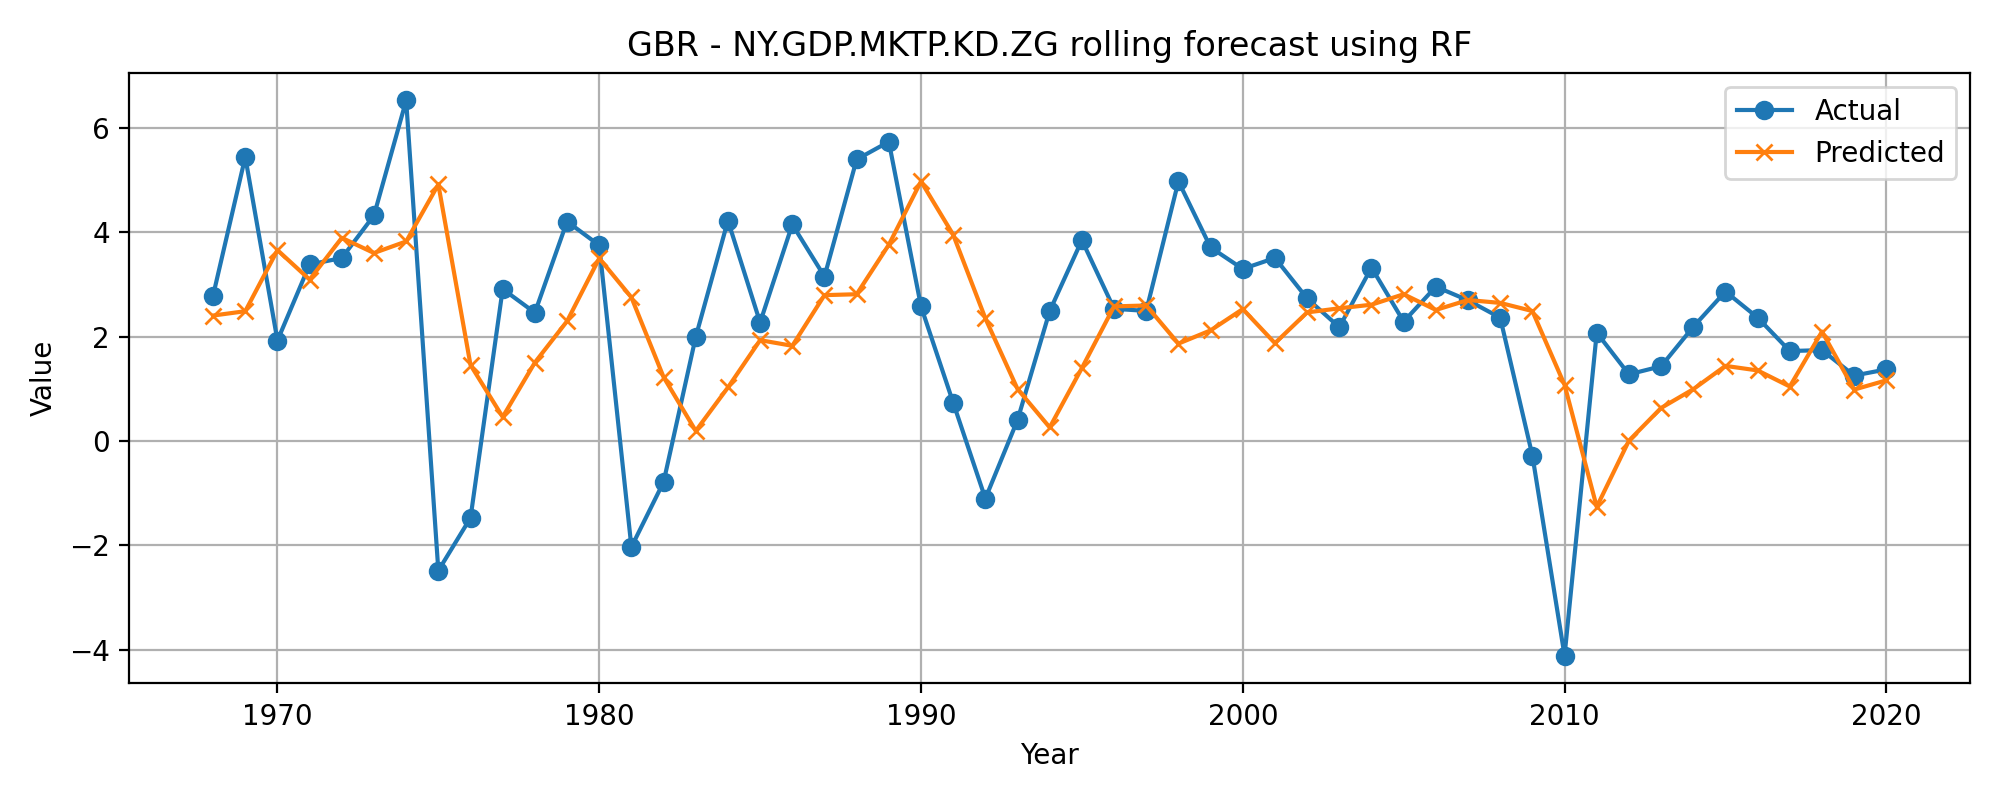 GBR - NY.GDP.MKTP.KD.ZG rolling forecast using RF
Actual
Predicted
Value
6
4
2
0
−2
−4
1970 1980 1990 2000 2010 2020
Year